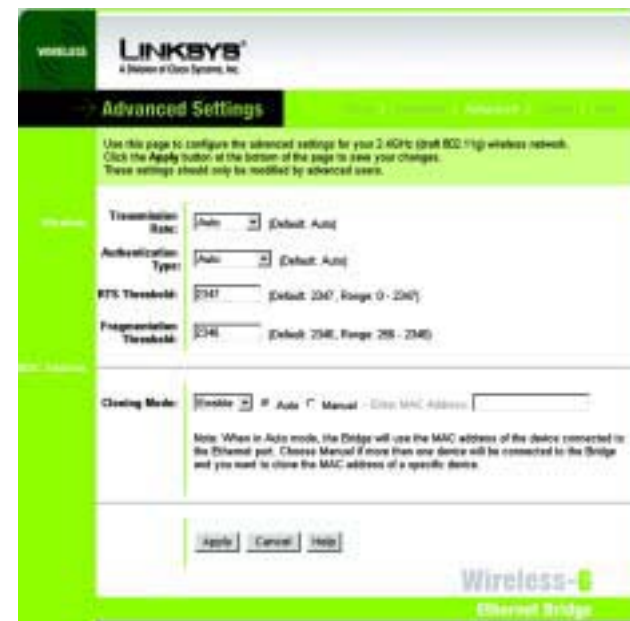 WIRELESS
LINKSYS®
A Division of Cisco Systems, Inc.
Advanced Settings
Use this page to configure the advanced settings for your 2.4GHz (draft 802.11g) wireless network.
Click the Apply button at the bottom of the page to save your changes.
These settings should only be modified by advanced users.
Wireless
Transmission Rate: Auto (Default: Auto)
Authentication Type: Auto (Default: Auto)
RTS Threshold: 2347 (Default: 2347, Range: 0 - 2347)
Fragmentation Threshold: 2346 (Default: 2346, Range: 256 - 2346)
MAC Address
Cloning Mode: Enable Auto Manual - Enter MAC Address:
Note: When in Auto mode, the Bridge will use the MAC address of the device connected to
the Ethernet port. Choose Manual if more than one device will be connected to the Bridge
and you want to clone the MAC address of a specific device.
Apply Cancel Help
Wireless-G
Ethernet Bridge